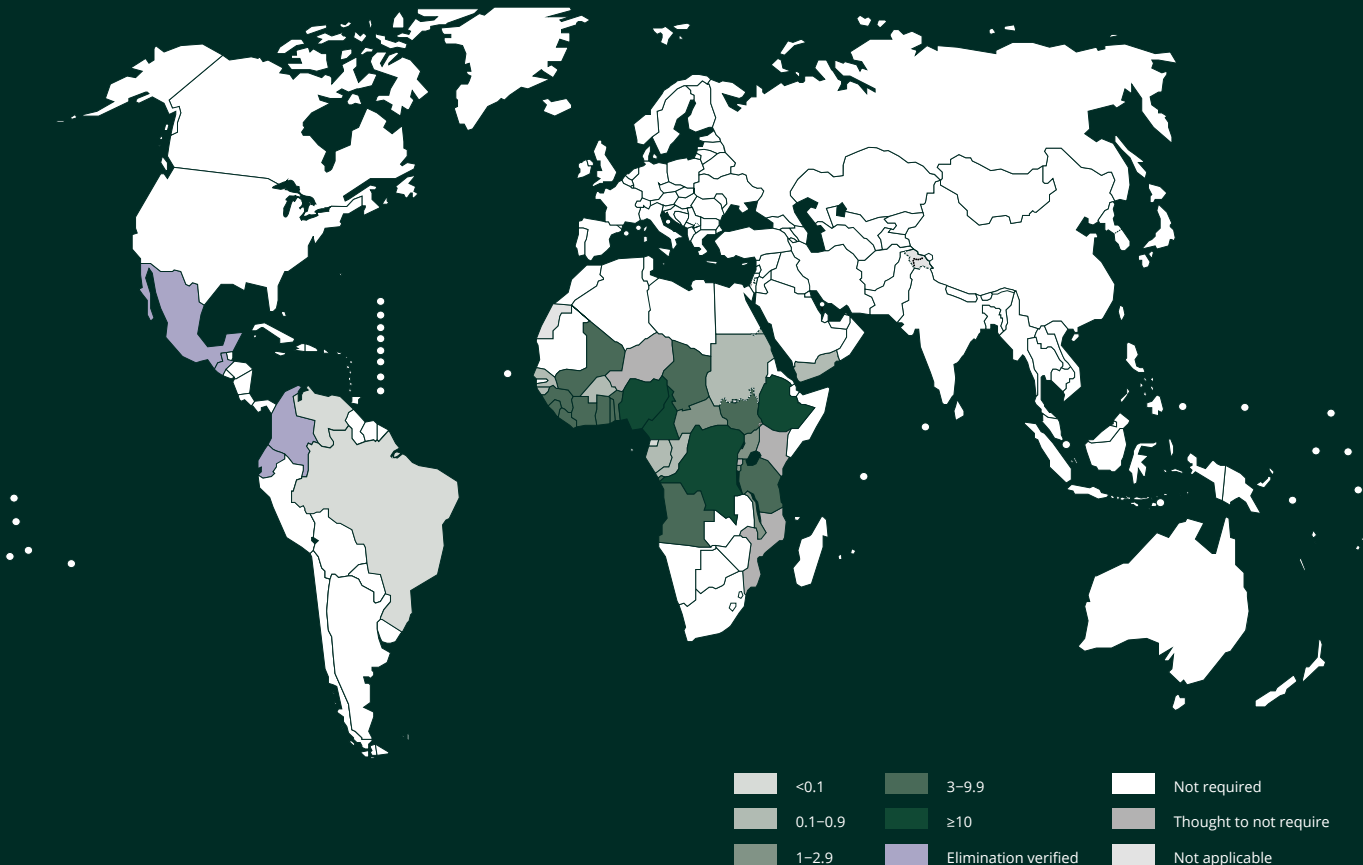 <0.1
0.1−0.9
1−2.9
3−9.9
≥10
Elimination verified
Not required
Thought to not require
Not applicable